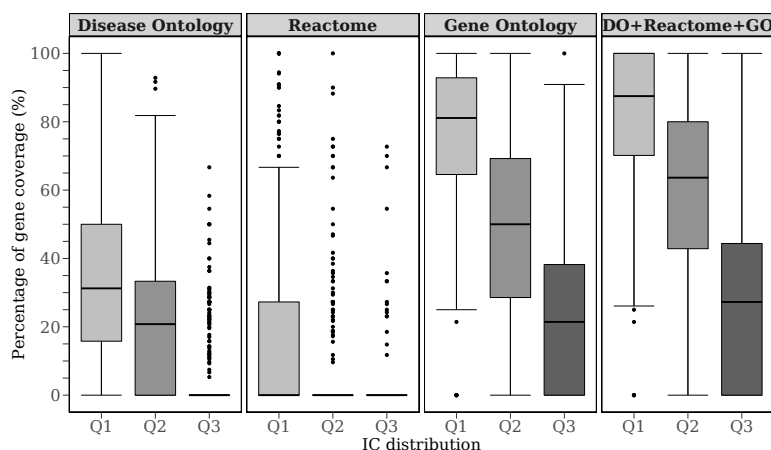 Disease Ontology Reactome Gene Ontology DO+Reactome+GO
Percentage of gene coverage (%)
100
80
60
40
20
0
Q1 Q2 Q3 Q1 Q2 Q3 Q1 Q2 Q3 Q1 Q2 Q3
IC distribution